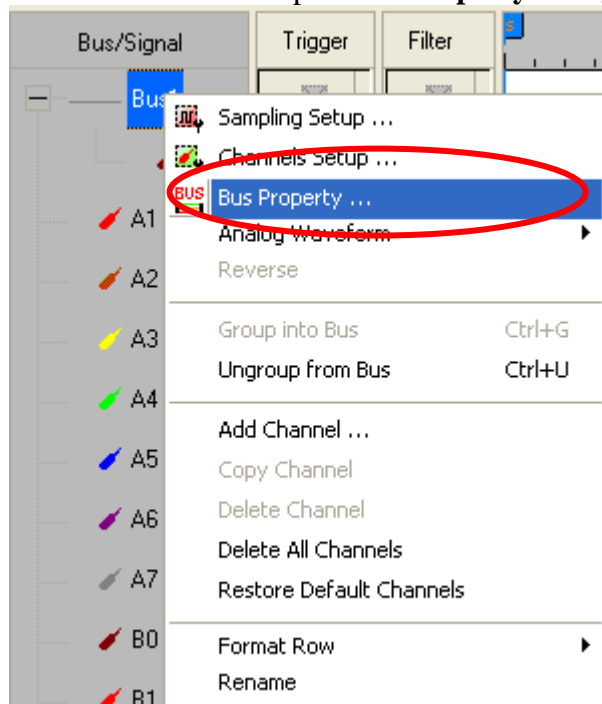 Bus/Signal Trigger Filter s
Bus1
Sampling Setup ...
Channels Setup ...
BUS Bus Property ...
A1 Analog Waveform
A2 Reverse
A3 Group into Bus Ctrl+G
Ungroup from Bus Ctrl+U
A4
Add Channel ...
A5 Copy Channel
A6 Delete Channel
Delete All Channels
A7 Restore Default Channels
B0 Format Row
B1 Rename